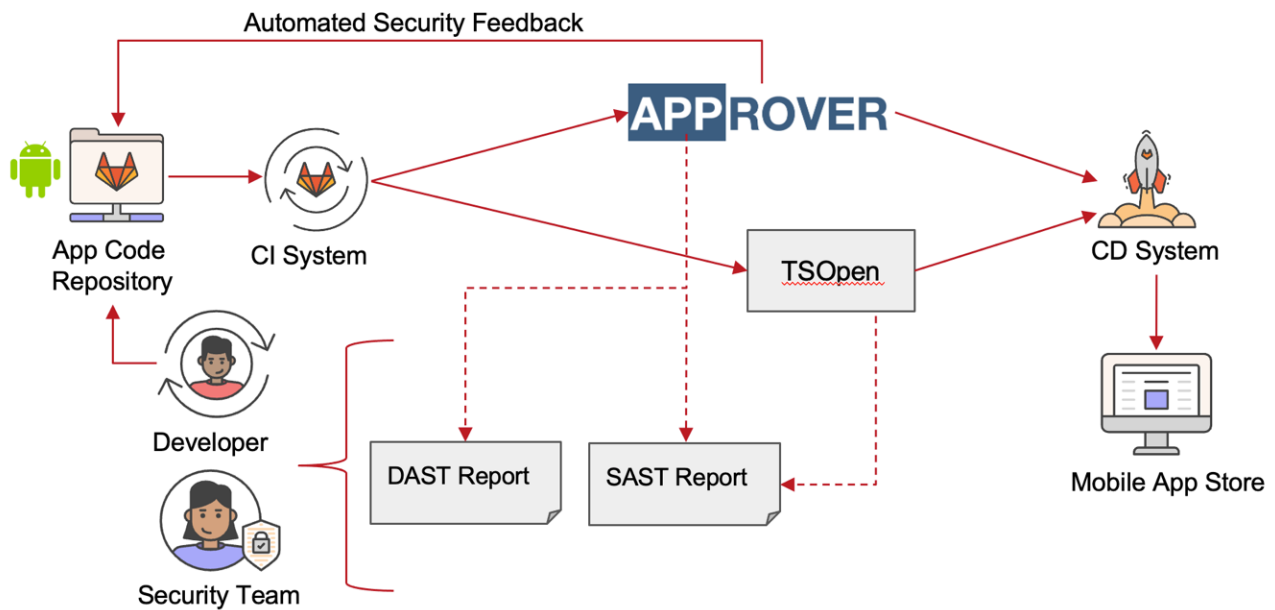 Automated Security Feedback
APPROVER
App Code
Repository
CI System
TSOpen
CD System
Developer
DAST Report
SAST Report
Mobile App Store
Security Team